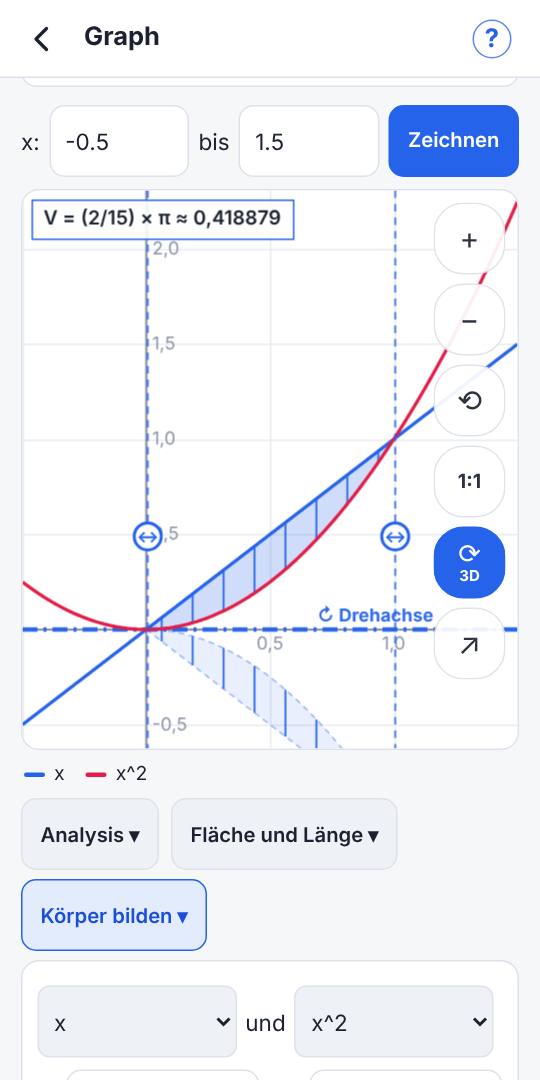 Graph
?
x: -0.5 bis 1.5 Zeichnen
V = (2/15) × π ≈ 0,418879
2,0
+
−
1,5
⟲
1,0
1:1
,5
⟳
3D
↻ Drehachse
0,5 1,0
-0,5
x x^2
Analysis ▾ Fläche und Länge ▾
Körper bilden ▾
x und x^2